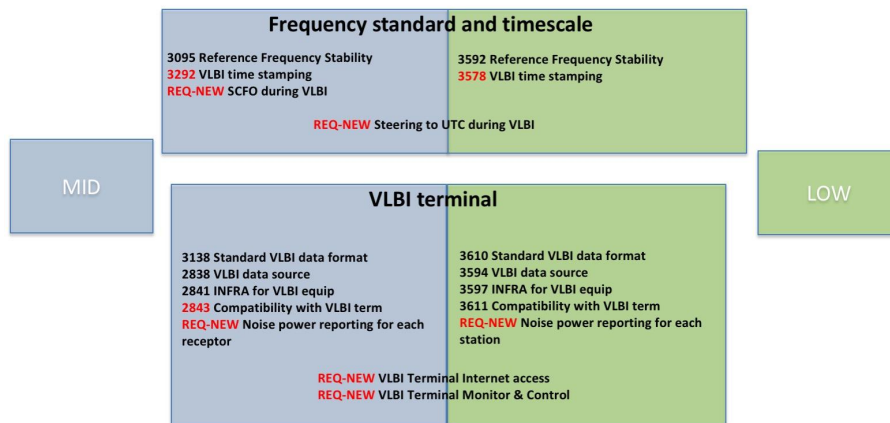 Frequency standard and timescale
3095 Reference Frequency Stability
3292 VLBI time stamping
REQ-NEW SCFO during VLBI
3592 Reference Frequency Stability
3578 VLBI time stamping
REQ-NEW Steering to UTC during VLBI
MID
LOW
VLBI terminal
3138 Standard VLBI data format
2838 VLBI data source
2841 INFRA for VLBI equip
2843 Compatibility with VLBI term
REQ-NEW Noise power reporting for each
receptor
3610 Standard VLBI data format
3594 VLBI data source
3597 INFRA for VLBI equip
3611 Compatibility with VLBI term
REQ-NEW Noise power reporting for each
station
REQ-NEW VLBI Terminal Internet access
REQ-NEW VLBI Terminal Monitor & Control